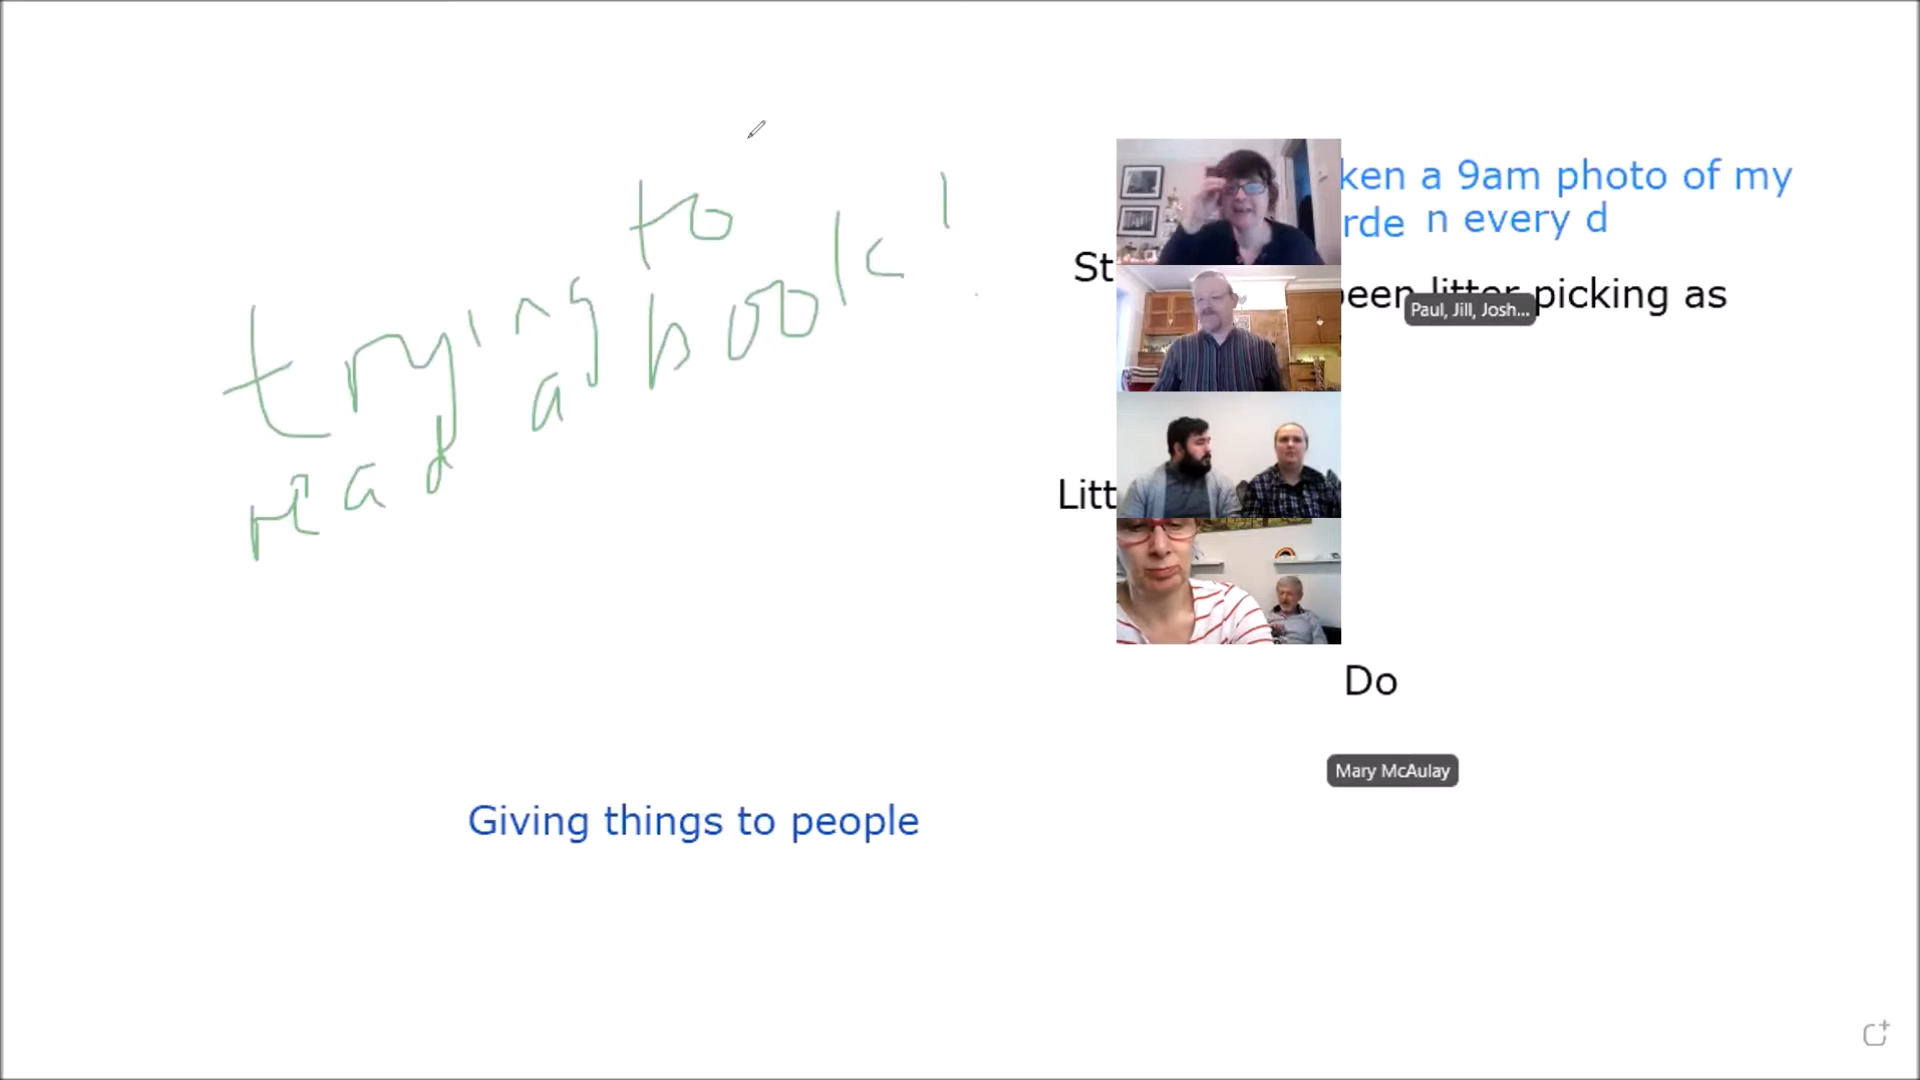 trying to
read a book!
ken a 9am photo of my
rde n every d
St
been litter picking as
Paul, Jill, Josh...
Litt
Do
Mary McAulay
Giving things to people